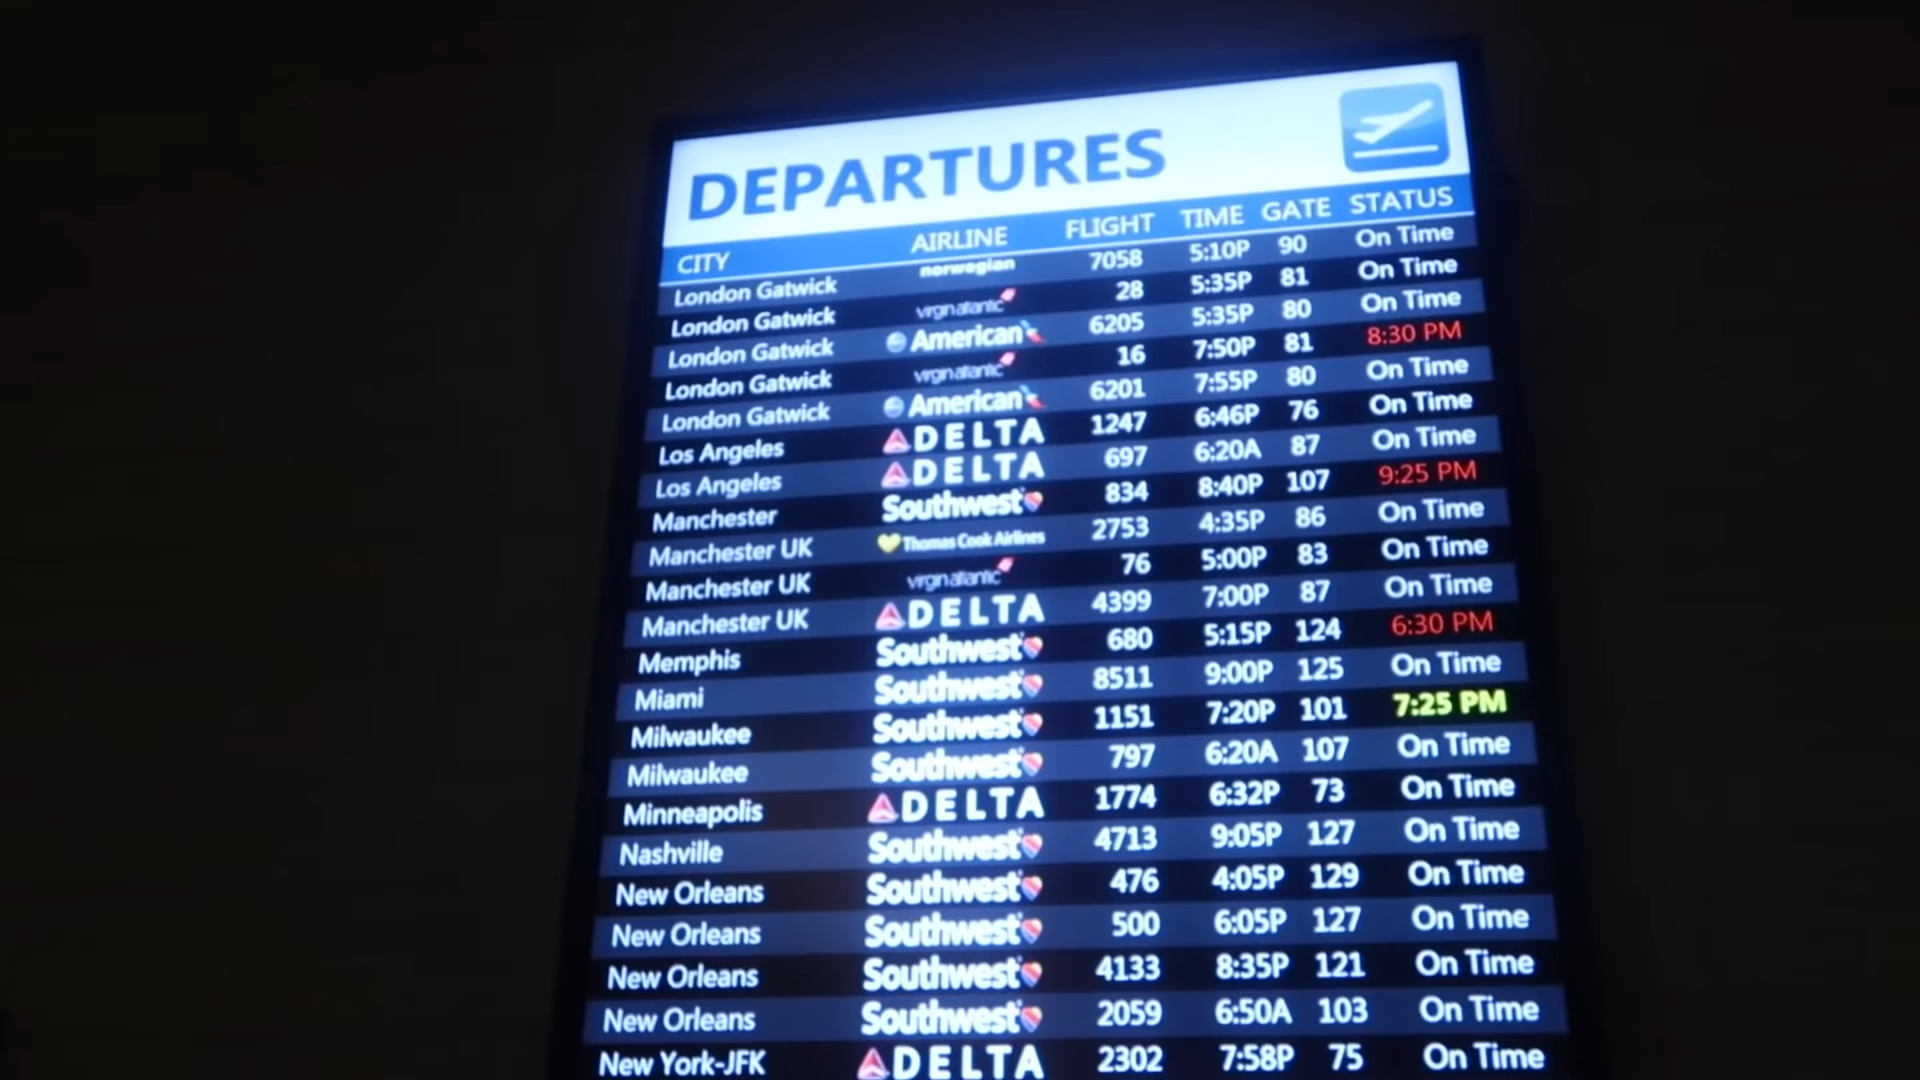 DEPARTURES
CITY AIRLINE FLIGHT TIME GATE STATUS
London Gatwick norwegian 7058 5:10P 90 On Time
London Gatwick virgin atlantic 28 5:35P 81 On Time
London Gatwick American 6205 5:35P 80 On Time
London Gatwick virgin atlantic 16 7:50P 81 8:30 PM
London Gatwick American 6201 7:55P 80 On Time
Los Angeles DELTA 1247 6:46P 76 On Time
Los Angeles DELTA 697 6:20A 87 On Time
Manchester Southwest 834 8:40P 107 9:25 PM
Manchester UK Thomas Cook Airlines 2753 4:35P 86 On Time
Manchester UK virgin atlantic 76 5:00P 83 On Time
Manchester UK DELTA 4399 7:00P 87 On Time
Memphis Southwest 680 5:15P 124 6:30 PM
Miami Southwest 8511 9:00P 125 On Time
Milwaukee Southwest 1151 7:20P 101 7:25 PM
Milwaukee Southwest 797 6:20A 107 On Time
Minneapolis DELTA 1774 6:32P 73 On Time
Nashville Southwest 4713 9:05P 127 On Time
New Orleans Southwest 476 4:05P 129 On Time
New Orleans Southwest 500 6:05P 127 On Time
New Orleans Southwest 4133 8:35P 121 On Time
New Orleans Southwest 2059 6:50A 103 On Time
New York-JFK DELTA 2302 7:58P 75 On Time